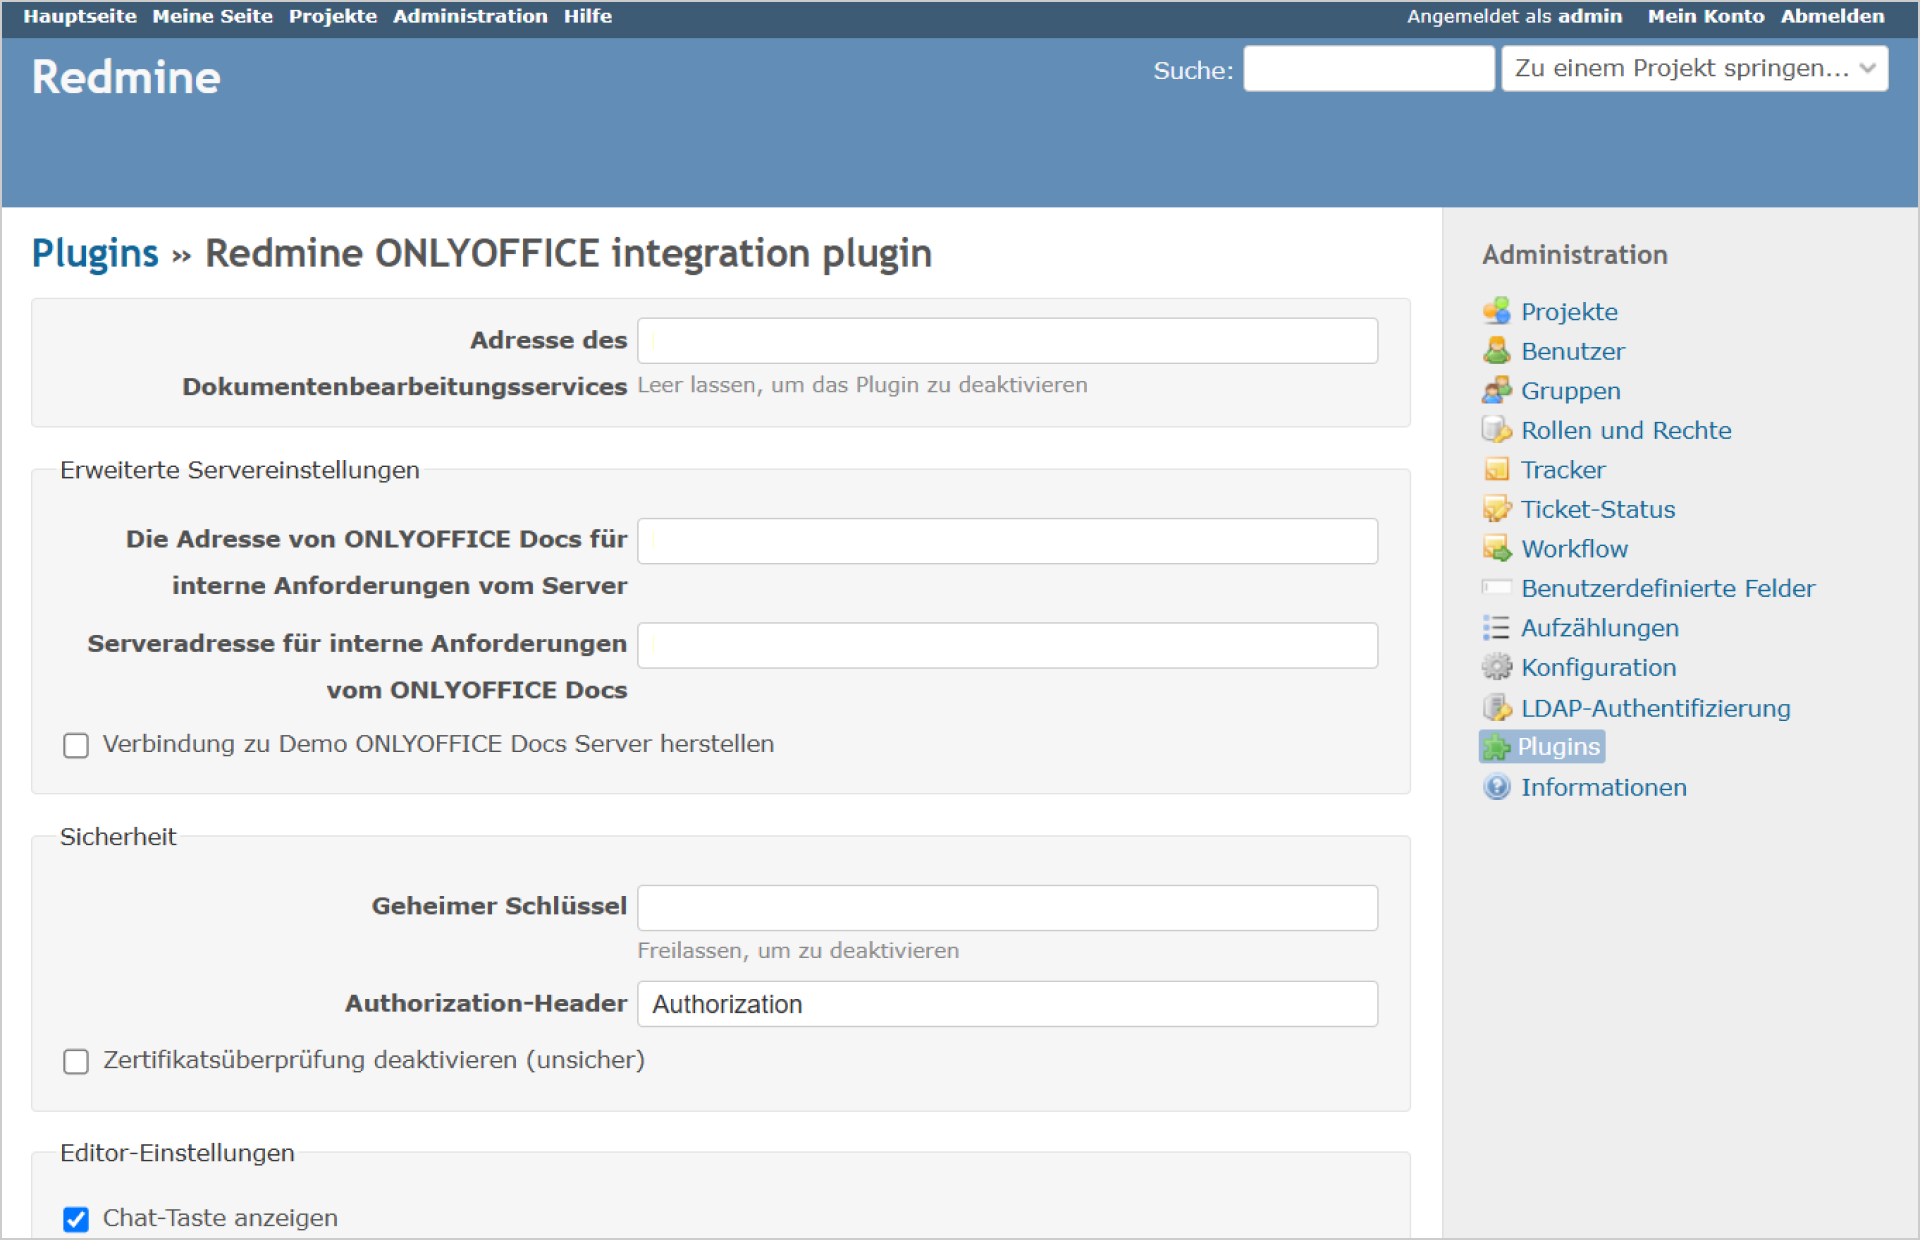 Hauptseite Meine Seite Projekte Administration Hilfe
Angemeldet als admin Mein Konto Abmelden
Redmine
Suche:
Zu einem Projekt springen...
Plugins » Redmine ONLYOFFICE integration plugin
Adresse des
Dokumentenbearbeitungsservices
Leer lassen, um das Plugin zu deaktivieren
Erweiterte Servereinstellungen
Die Adresse von ONLYOFFICE Docs für
interne Anforderungen vom Server
Serveradresse für interne Anforderungen
vom ONLYOFFICE Docs
Verbindung zu Demo ONLYOFFICE Docs Server herstellen
Sicherheit
Geheimer Schlüssel
Freilassen, um zu deaktivieren
Authorization-Header
Authorization
Zertifikatsüberprüfung deaktivieren (unsicher)
Editor-Einstellungen
Chat-Taste anzeigen
Administration
Projekte
Benutzer
Gruppen
Rollen und Rechte
Tracker
Ticket-Status
Workflow
Benutzerdefinierte Felder
Aufzählungen
Konfiguration
LDAP-Authentifizierung
Plugins
Informationen